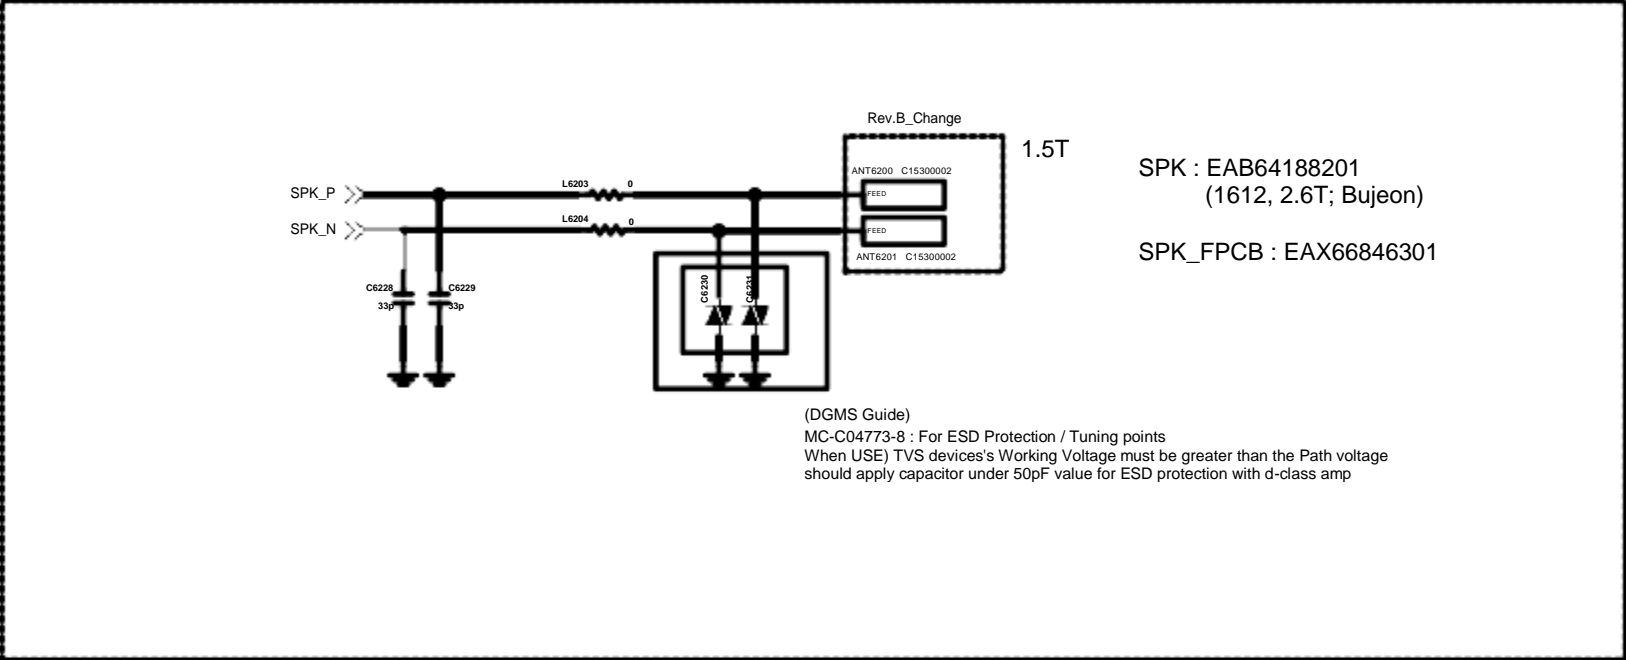 Rev.B_Change
1.5T
ANT6200 C15300002
SPK : EAB64188201
(1612, 2.6T; Bujeon)
SPK_P
L6203 0
FEED
SPK_N
L6204 0
FEED
ANT6201 C15300002
SPK_FPCB : EAX66846301
C6228
33p
C6229
33p
C6230
C6231
(DGMS Guide)
MC-C04773-8 : For ESD Protection / Tuning points
When USE) TVS devices's Working Voltage must be greater than the Path voltage
should apply capacitor under 50pF value for ESD protection with d-class amp